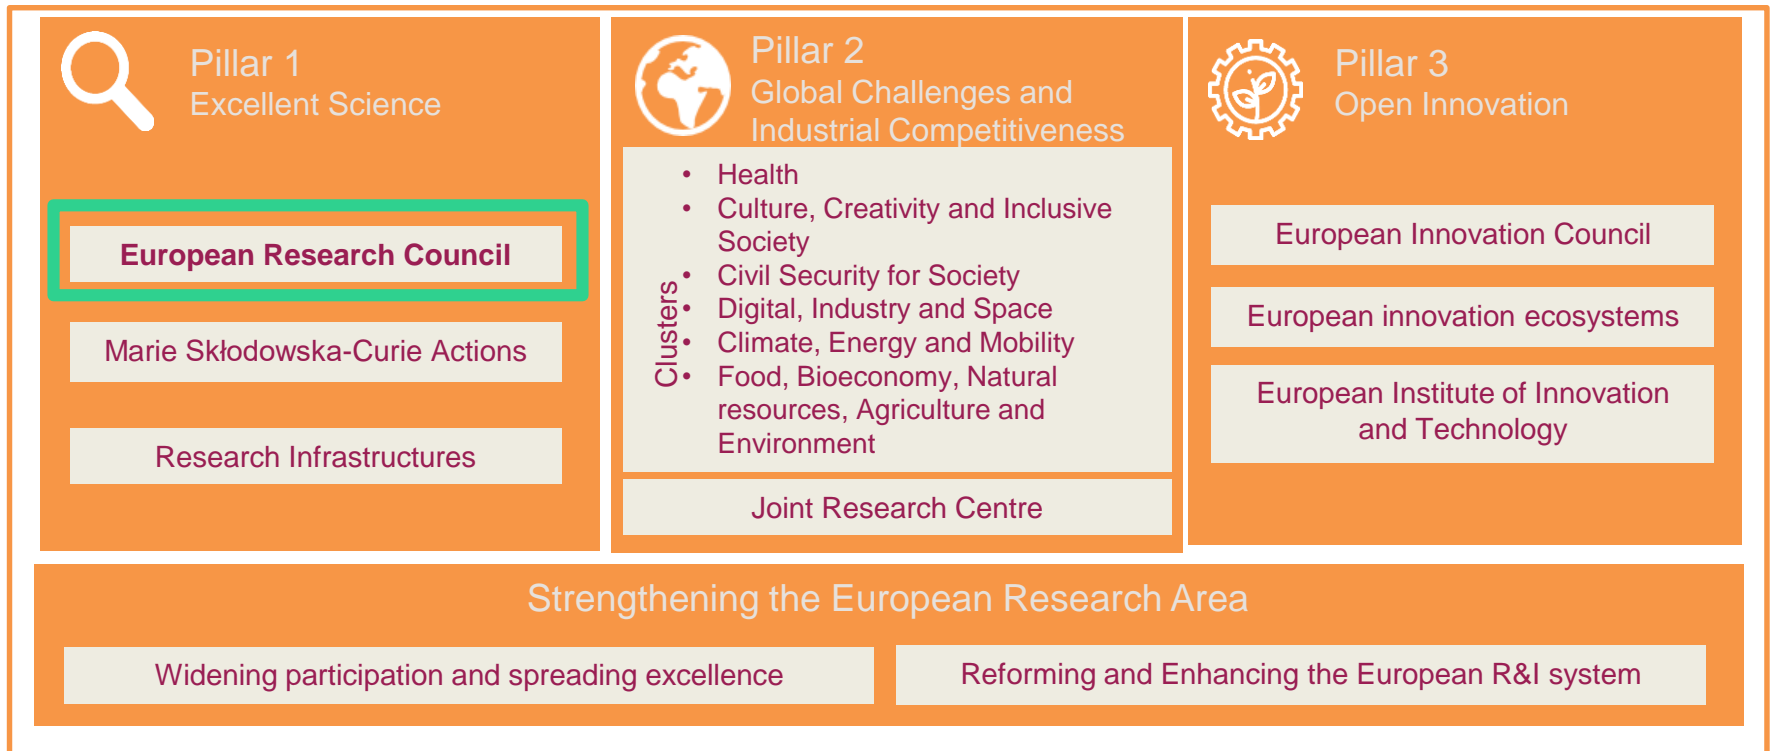 Pillar 1
Excellent Science
European Research Council
Marie Skłodowska-Curie Actions
Research Infrastructures
Pillar 2
Global Challenges and
Industrial Competitiveness
Clusters
• Health
• Culture, Creativity and Inclusive
Society
• Civil Security for Society
• Digital, Industry and Space
• Climate, Energy and Mobility
• Food, Bioeconomy, Natural
resources, Agriculture and
Environment
Joint Research Centre
Pillar 3
Open Innovation
European Innovation Council
European innovation ecosystems
European Institute of Innovation
and Technology
Strengthening the European Research Area
Widening participation and spreading excellence
Reforming and Enhancing the European R&I system